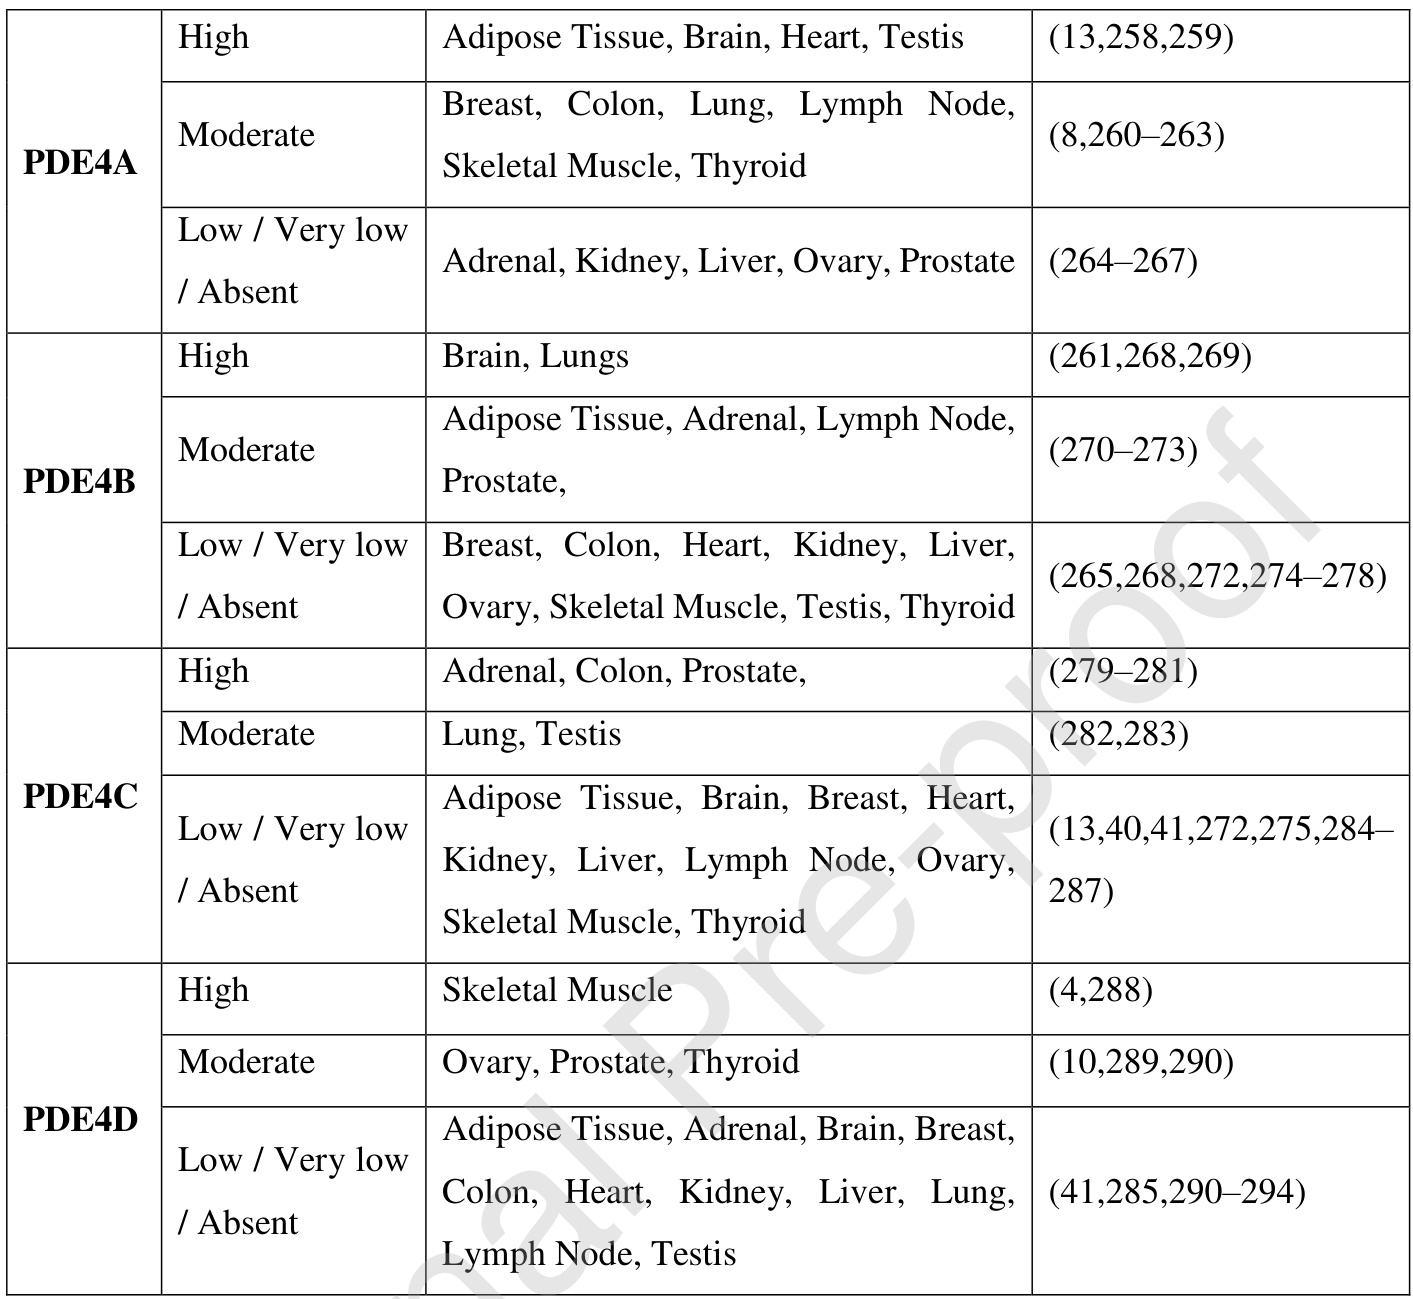 PDE4A
High
Adipose Tissue, Brain, Heart, Testis
(13,258,259)
Moderate
Breast, Colon, Lung, Lymph Node,
Skeletal Muscle, Thyroid
(8,260–263)
Low / Very low
/ Absent
Adrenal, Kidney, Liver, Ovary, Prostate
(264–267)
PDE4B
High
Brain, Lungs
(261,268,269)
Moderate
Adipose Tissue, Adrenal, Lymph Node,
Prostate,
(270–273)
Low / Very low
/ Absent
Breast, Colon, Heart, Kidney, Liver,
Ovary, Skeletal Muscle, Testis, Thyroid
(265,268,272,274–278)
PDE4C
High
Adrenal, Colon, Prostate,
(279–281)
Moderate
Lung, Testis
(282,283)
Low / Very low
/ Absent
Adipose Tissue, Brain, Breast, Heart,
Kidney, Liver, Lymph Node, Ovary,
Skeletal Muscle, Thyroid
(13,40,41,272,275,284–
287)
PDE4D
High
Skeletal Muscle
(4,288)
Moderate
Ovary, Prostate, Thyroid
(10,289,290)
Low / Very low
/ Absent
Adipose Tissue, Adrenal, Brain, Breast,
Colon, Heart, Kidney, Liver, Lung,
Lymph Node, Testis
(41,285,290–294)
nal Pre-proof